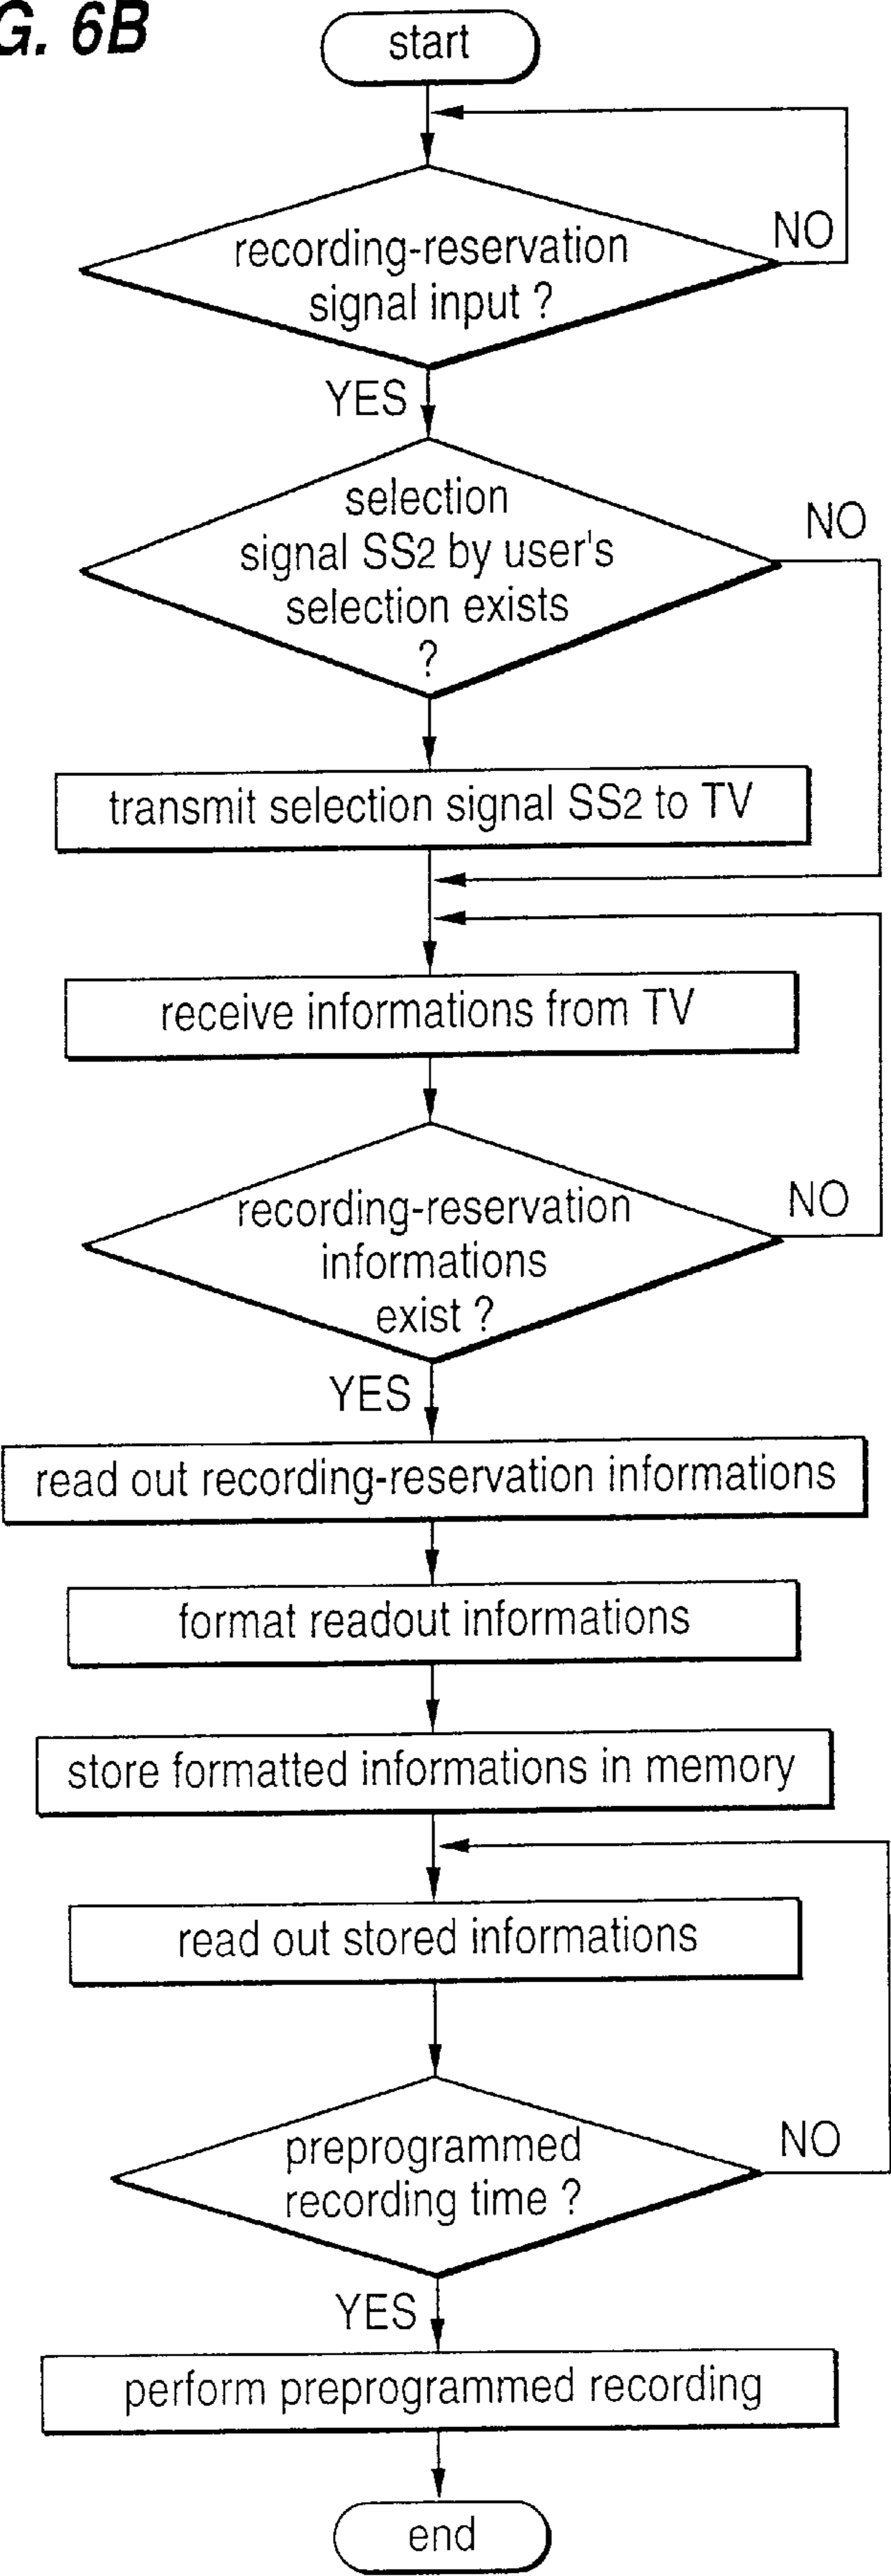 G. 6B
start
recording-reservation
signal input ?
NO
YES
selection
signal SS2 by user's
selection exists
?
NO
transmit selection signal SS2 to TV
receive informations from TV
recording-reservation
informations
exist ?
NO
YES
read out recording-reservation informations
format readout informations
store formatted informations in memory
read out stored informations
preprogrammed
recording time ?
NO
YES
perform preprogrammed recording
end